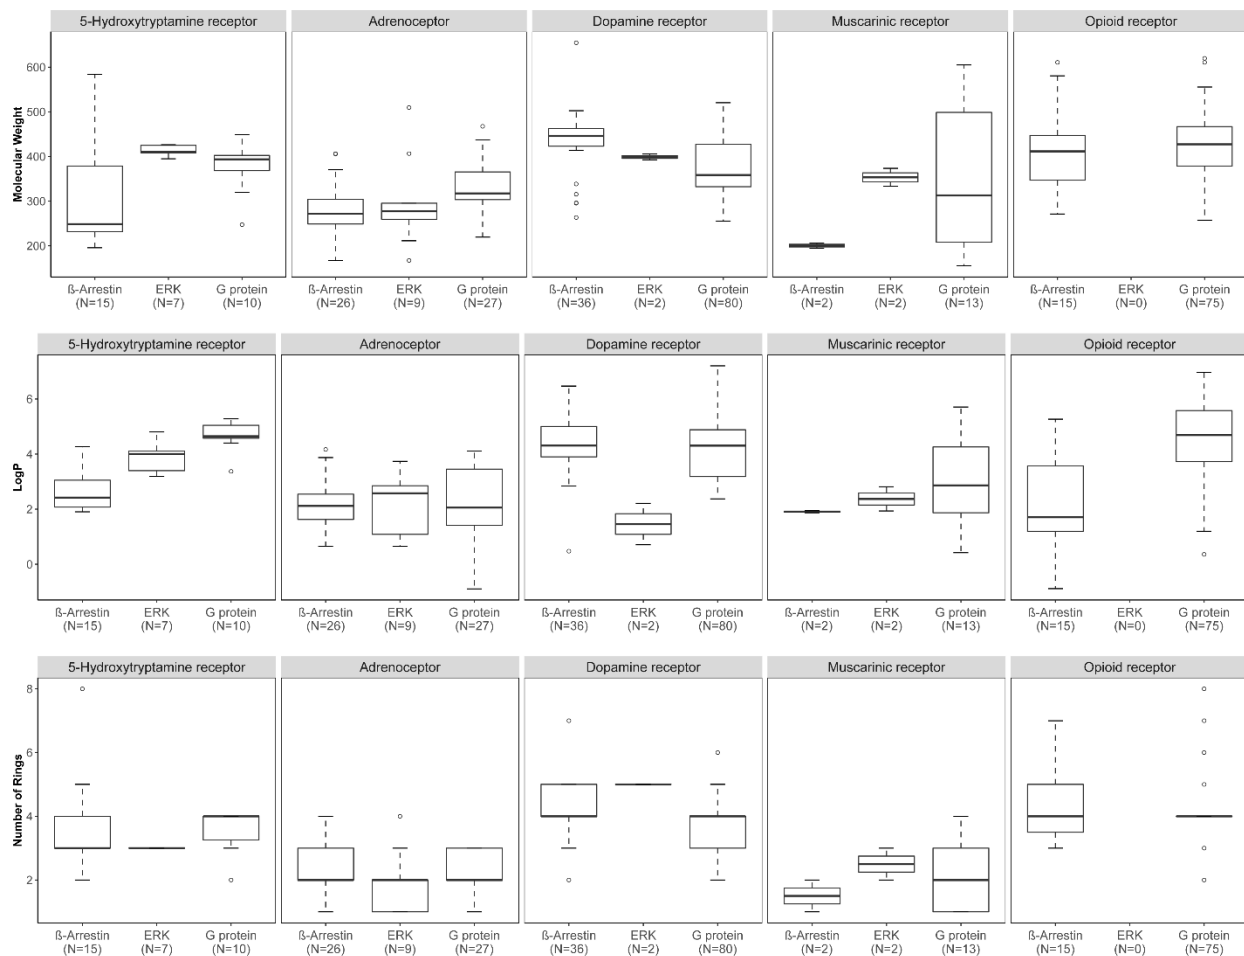 5-Hydroxytryptamine receptor Adrenoceptor Dopamine receptor Muscarinic receptor Opioid receptor
Molecular Weight
600
500
400
300
200
ß-Arrestin ERK G protein ß-Arrestin ERK G protein ß-Arrestin ERK G protein ß-Arrestin ERK G protein ß-Arrestin ERK G protein
(N=15) (N=7) (N=10) (N=26) (N=9) (N=27) (N=36) (N=2) (N=80) (N=2) (N=2) (N=13) (N=15) (N=0) (N=75)
5-Hydroxytryptamine receptor Adrenoceptor Dopamine receptor Muscarinic receptor Opioid receptor
LogP
6
4
2
0
ß-Arrestin ERK G protein ß-Arrestin ERK G protein ß-Arrestin ERK G protein ß-Arrestin ERK G protein ß-Arrestin ERK G protein
(N=15) (N=7) (N=10) (N=26) (N=9) (N=27) (N=36) (N=2) (N=80) (N=2) (N=2) (N=13) (N=15) (N=0) (N=75)
5-Hydroxytryptamine receptor Adrenoceptor Dopamine receptor Muscarinic receptor Opioid receptor
Number of Rings
8
6
4
2
ß-Arrestin ERK G protein ß-Arrestin ERK G protein ß-Arrestin ERK G protein ß-Arrestin ERK G protein ß-Arrestin ERK G protein
(N=15) (N=7) (N=10) (N=26) (N=9) (N=27) (N=36) (N=2) (N=80) (N=2) (N=2) (N=13) (N=15) (N=0) (N=75)